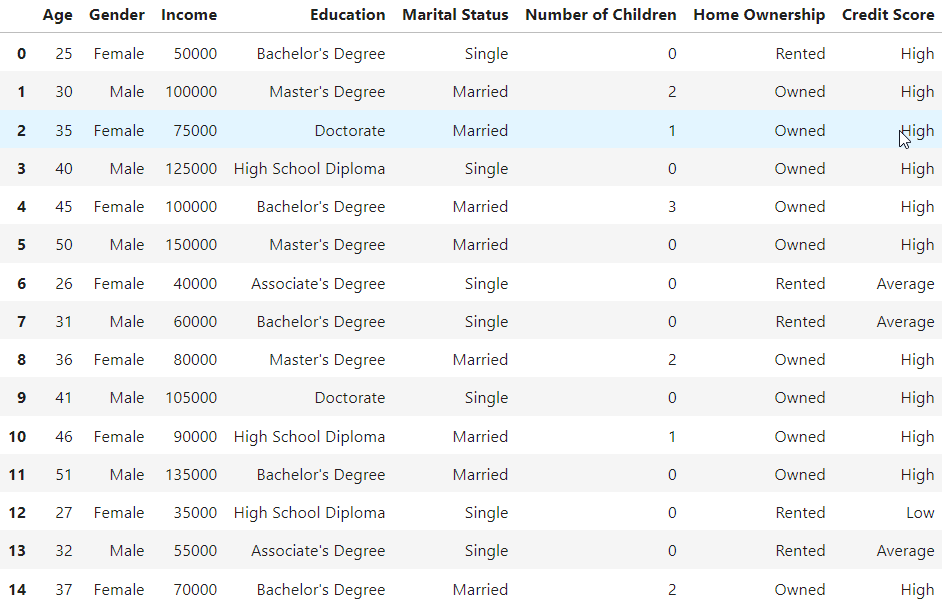 Age Gender Income Education Marital Status Number of Children Home Ownership Credit Score
0 25 Female 50000 Bachelor's Degree Single 0 Rented High
1 30 Male 100000 Master's Degree Married 2 Owned High
2 35 Female 75000 Doctorate Married 1 Owned High
3 40 Male 125000 High School Diploma Single 0 Owned High
4 45 Female 100000 Bachelor's Degree Married 3 Owned High
5 50 Male 150000 Master's Degree Married 0 Owned High
6 26 Female 40000 Associate's Degree Single 0 Rented Average
7 31 Male 60000 Bachelor's Degree Single 0 Rented Average
8 36 Female 80000 Master's Degree Married 2 Owned High
9 41 Male 105000 Doctorate Single 0 Owned High
10 46 Female 90000 High School Diploma Married 1 Owned High
11 51 Male 135000 Bachelor's Degree Married 0 Owned High
12 27 Female 35000 High School Diploma Single 0 Rented Low
13 32 Male 55000 Associate's Degree Single 0 Rented Average
14 37 Female 70000 Bachelor's Degree Married 2 Owned High